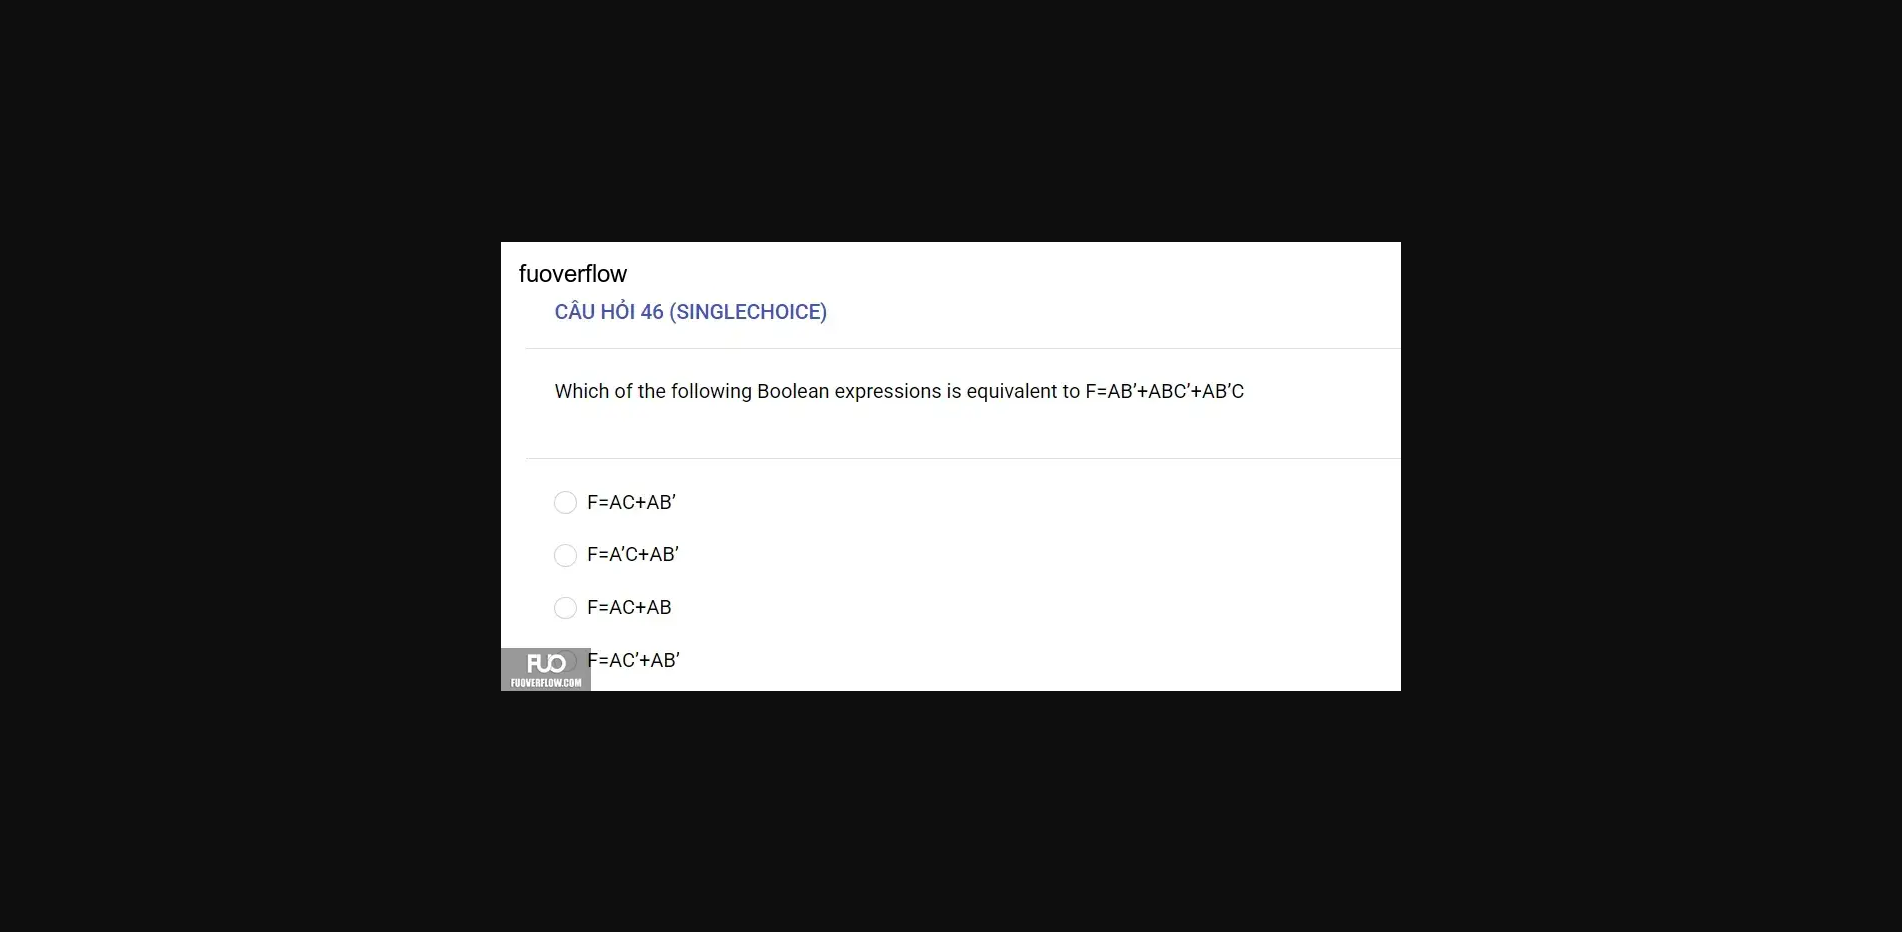 fuoverflow
CÂU HỎI 46 (SINGLECHOICE)
Which of the following Boolean expressions is equivalent to F=AB’+ABC’+AB’C
F=AC+AB’
F=A’C+AB’
F=AC+AB
F=AC’+AB’
FUO
FUOVERFLOW.COM